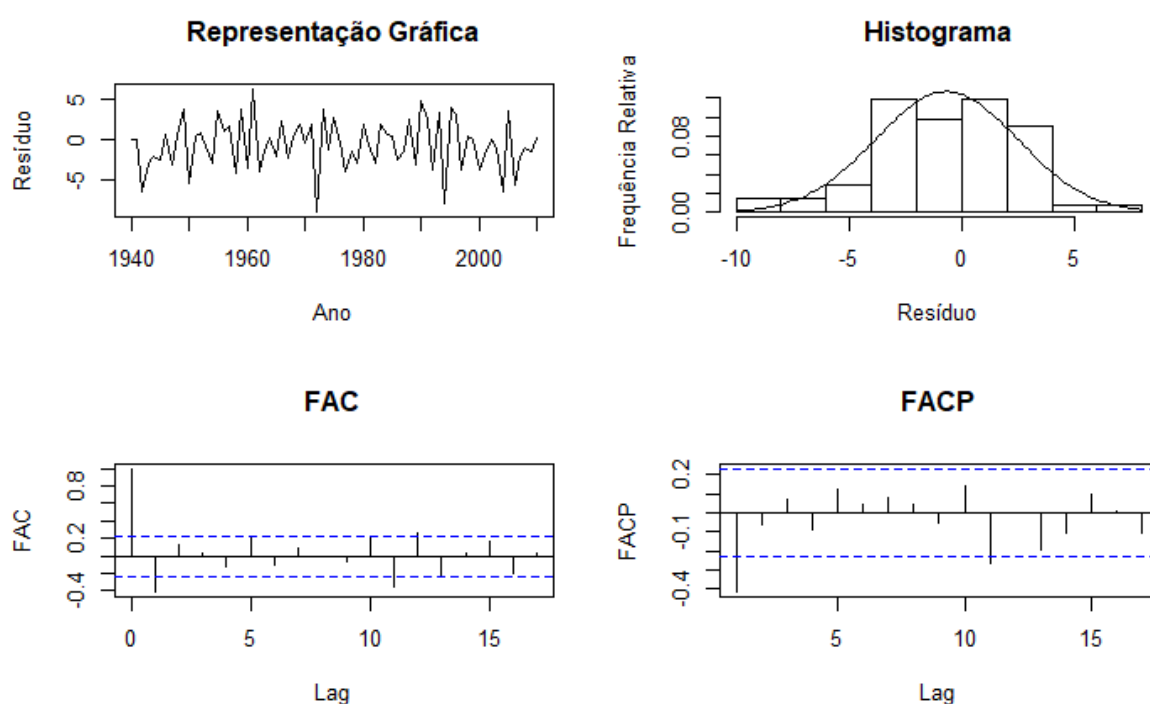 Representação Gráfica
Resíduo
5
0
-5
1940
1960
1980
2000
Ano
Histograma
Frequência Relativa
0.08
0.00
-10
-5
0
5
Resíduo
FAC
FAC
0.8
0.2
-0.4
0
5
10
15
Lag
FACP
FACP
0.2
-0.1
-0.4
5
10
15
Lag